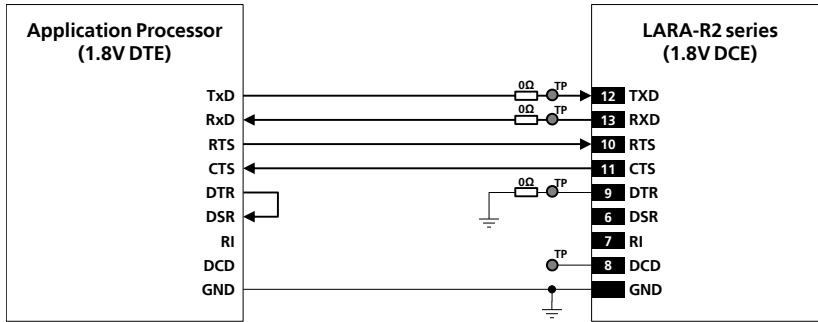 Application Processor
(1.8V DTE)
LARA-R2 series
(1.8V DCE)
TxD 0Ω TP 12 TXD
RxD 0Ω TP 13 RXD
RTS 10 RTS
CTS 11 CTS
DTR 0Ω TP 9 DTR
DSR 6 DSR
RI 7 RI
DCD TP 8 DCD
GND GND